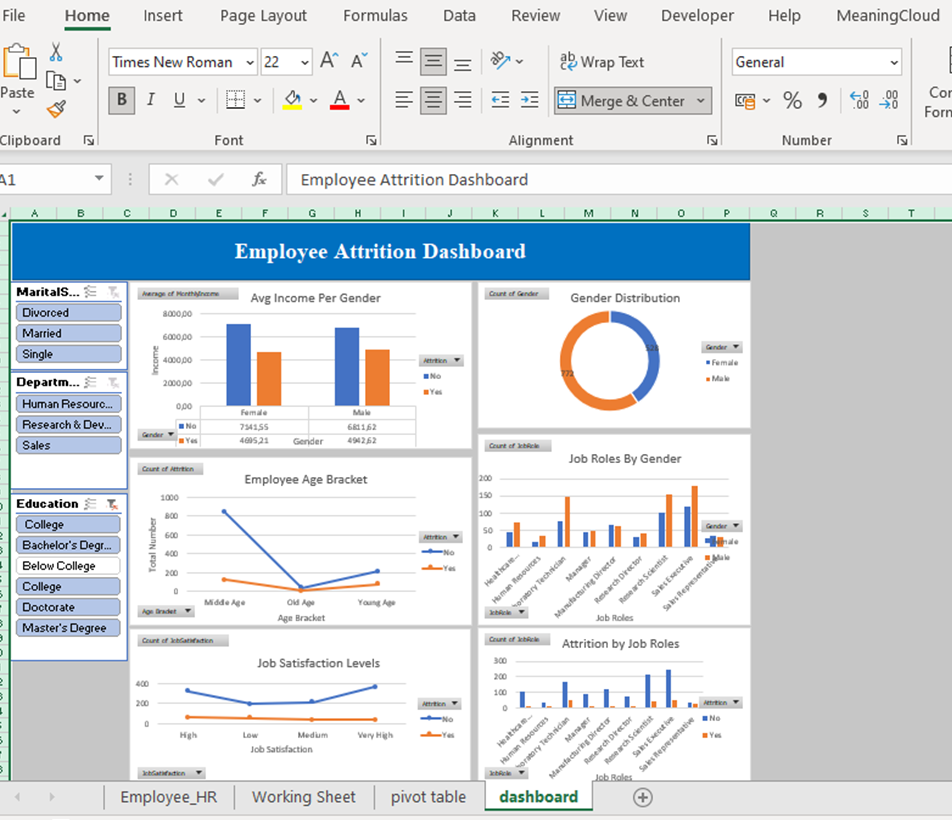 File Home Insert Page Layout Formulas Data Review View Developer Help MeaningCloud
Paste
Times New Roman 22
B I U
ab Wrap Text
Merge & Center
General
% 
Clipboard Font Alignment Number
A1 fx Employee Attrition Dashboard
A B C D E F G H I J K L M N O P Q R S T
Employee Attrition Dashboard
MaritalS...
Divorced
Married
Single
Departm...
Human Resourc...
Research & Dev...
Sales
Education
College
Bachelor's Degr...
Below College
College
Doctorate
Master's Degree
Average of MonthlyIncome
Avg Income Per Gender
8000,00
6000,00
4000,00
2000,00
0,00
Income
Female Male
No 7141,55 6811,62
Yes 4695,21 4942,62
Gender
Gender
Attrition
No
Yes
Count of Gender
Gender Distribution
772
Gender
Female
Male
Count of Attrition
Employee Age Bracket
1000
800
600
400
200
0
Total Number
Middle Age Old Age Young Age
Age Bracket
Age Bracket
Attrition
No
Yes
Count of JobRole
Job Roles By Gender
200
150
100
50
0
Healthcare...
Human Resources
boratory Technician
Manager
Manufacturing Director
Research Director
Research Scientist
Sales Executive
Sales Representative
Job Roles
JobRole
Gender
Female
Male
Count of JobSatisfaction
Job Satisfaction Levels
400
200
0
High Low Medium Very High
Job Satisfaction
JobSatisfaction
Attrition
No
Yes
Count of JobRole
Attrition by Job Roles
300
200
100
0
Healthcare...
Human Resources
boratory Technician
Manager
Manufacturing Director
Research Director
Research Scientist
Sales Executive
Sales Representative
Job Roles
JobRole
Attrition
No
Yes
Employee_HR Working Sheet pivot table dashboard